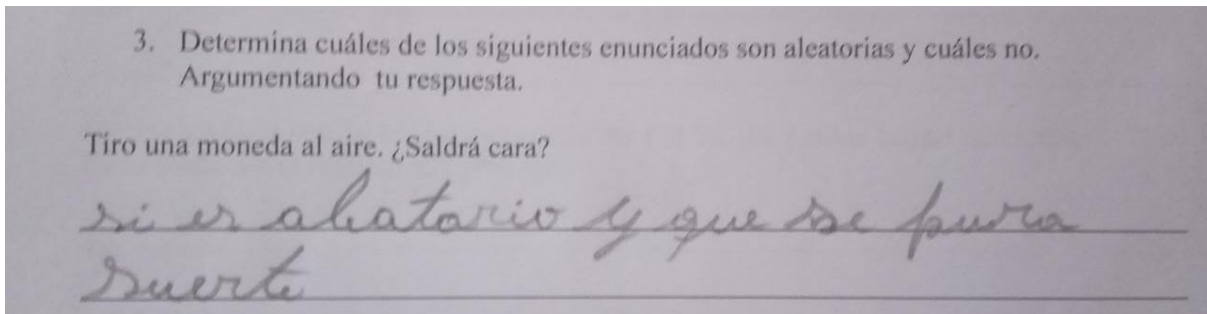 3. Determina cuáles de los siguientes enunciados son aleatorias y cuáles no.
Argumentando tu respuesta.
Tiro una moneda al aire. ¿Saldrá cara?
si es aleatorio y que se pura
suerte